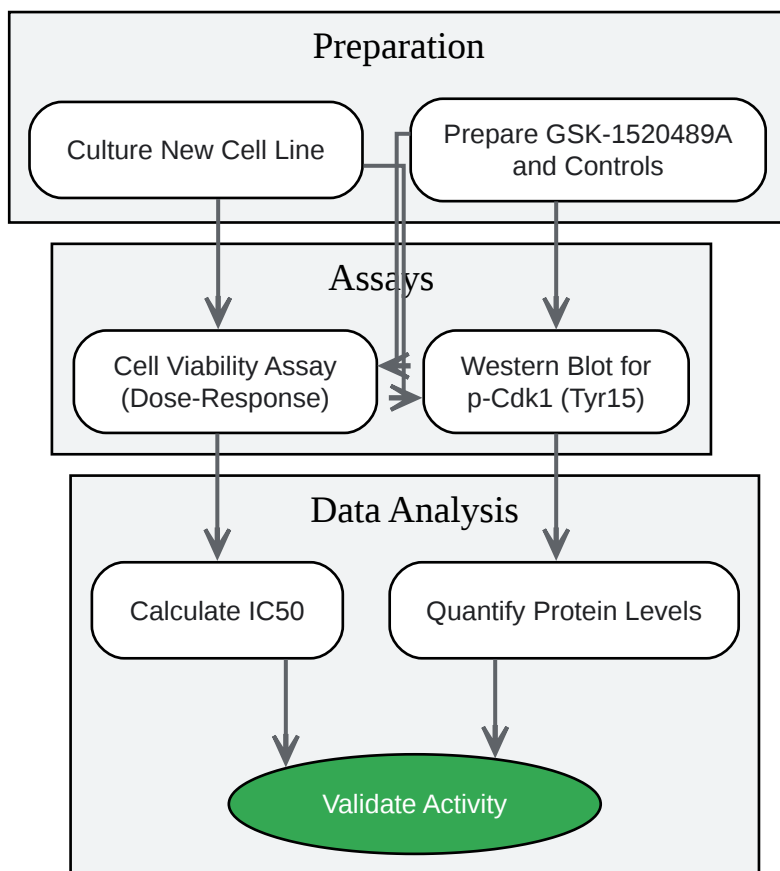 Preparation
Culture New Cell Line
Prepare GSK-1520489A
and Controls
Assays
Cell Viability Assay
(Dose-Response)
Western Blot for
p-Cdk1 (Tyr15)
Data Analysis
Calculate IC50
Quantify Protein Levels
Validate Activity